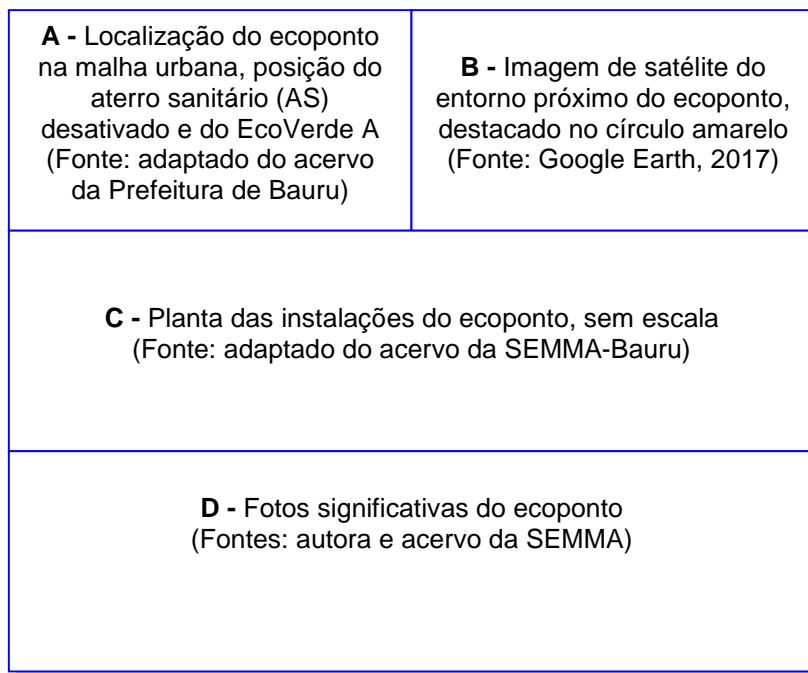 A - Localização do ecoponto
na malha urbana, posição do
aterro sanitário (AS)
desativado e do EcoVerde A
(Fonte: adaptado do acervo
da Prefeitura de Bauru)
B - Imagem de satélite do
entorno próximo do ecoponto,
destacado no círculo amarelo
(Fonte: Google Earth, 2017)
C - Planta das instalações do ecoponto, sem escala
(Fonte: adaptado do acervo da SEMMA-Bauru)
D - Fotos significativas do ecoponto
(Fontes: autora e acervo da SEMMA)